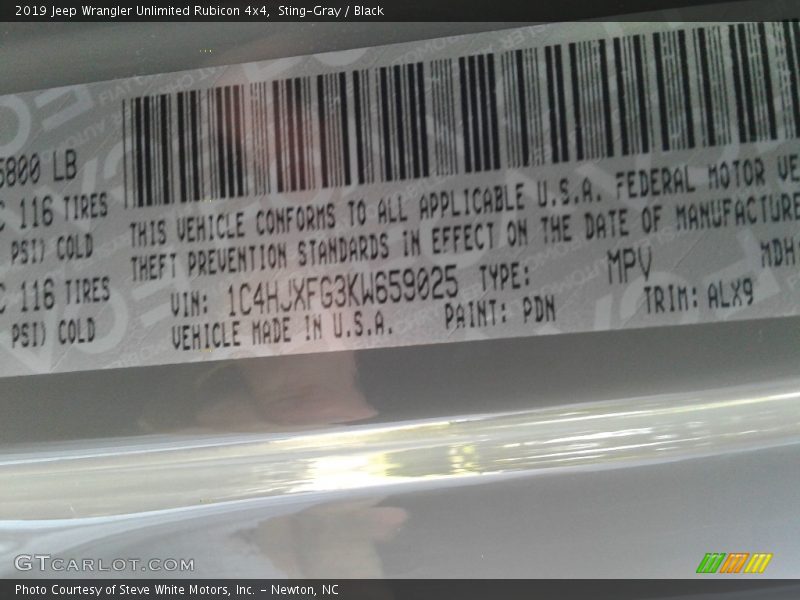 2019 Jeep Wrangler Unlimited Rubicon 4x4, Sting-Gray / Black
5800 LB
C 116 TIRES
PSI) COLD
C 116 TIRES
PSI) COLD
THIS VEHICLE CONFORMS TO ALL APPLICABLE U.S.A. FEDERAL MOTOR VE
THEFT PREVENTION STANDARDS IN EFFECT ON THE DATE OF MANUFACTURE
VIN: 1C4HJXFG3KW659025 TYPE: MPV MDH:
VEHICLE MADE IN U.S.A. PAINT: PDN TRIM: ALX9
GTCARLOT.COM
Photo Courtesy of Steve White Motors, Inc. - Newton, NC